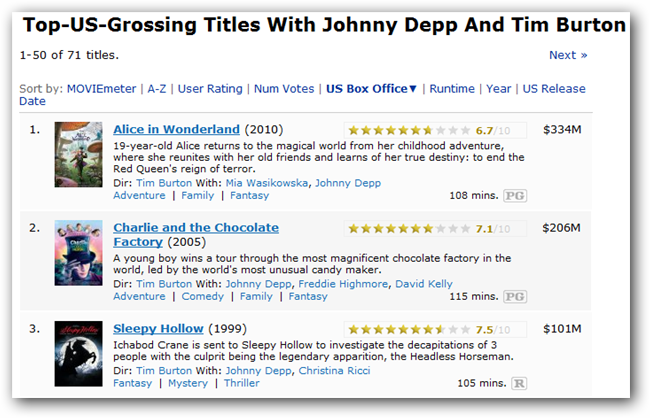 Top-US-Grossing Titles With Johnny Depp And Tim Burton
1-50 of 71 titles.
Next »
Sort by: MOVIEmeter | A-Z | User Rating | Num Votes | US Box Office▼ | Runtime | Year | US Release
Date
1.
Alice in Wonderland (2010)
6.7/10
$334M
19-year-old Alice returns to the magical world from her childhood adventure,
where she reunites with her old friends and learns of her true destiny: to end the
Red Queen's reign of terror.
Dir: Tim Burton With: Mia Wasikowska, Johnny Depp
Adventure | Family | Fantasy
108 mins. PG
2.
Charlie and the Chocolate
Factory (2005)
7.1/10
$206M
A young boy wins a tour through the most magnificent chocolate factory in the
world, led by the world's most unusual candy maker.
Dir: Tim Burton With: Johnny Depp, Freddie Highmore, David Kelly
Adventure | Comedy | Family | Fantasy
115 mins. PG
3.
Sleepy Hollow (1999)
7.5/10
$101M
Ichabod Crane is sent to Sleepy Hollow to investigate the decapitations of 3
people with the culprit being the legendary apparition, the Headless Horseman.
Dir: Tim Burton With: Johnny Depp, Christina Ricci
Fantasy | Mystery | Thriller
105 mins. R